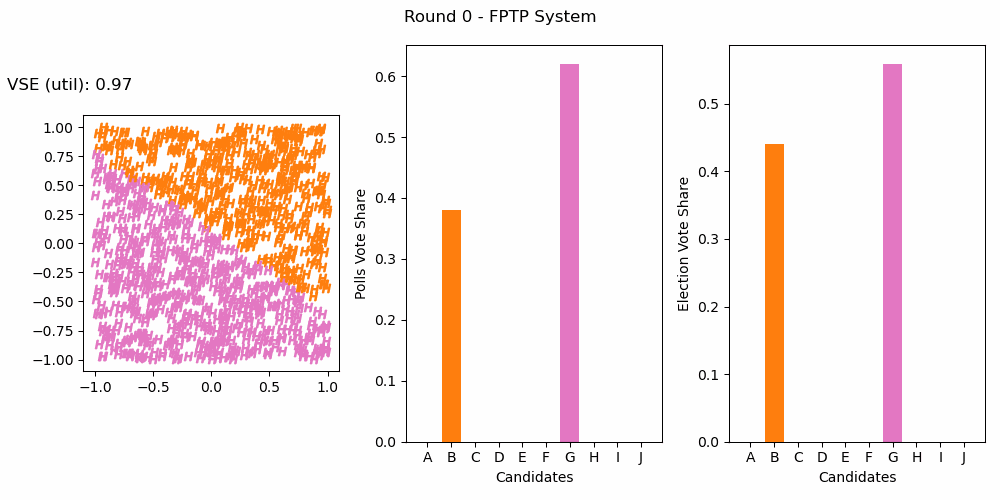 Round 0 - FPTP System
VSE (util): 0.97
1.00
0.75
0.50
0.25
0.00
−0.25
−0.50
−0.75
−1.00
−1.0 −0.5 0.0 0.5 1.0
Polls Vote Share
0.6
0.5
0.4
0.3
0.2
0.1
0.0
A B C D E F G H I J
Candidates
Election Vote Share
0.5
0.4
0.3
0.2
0.1
0.0
A B C D E F G H I J
Candidates